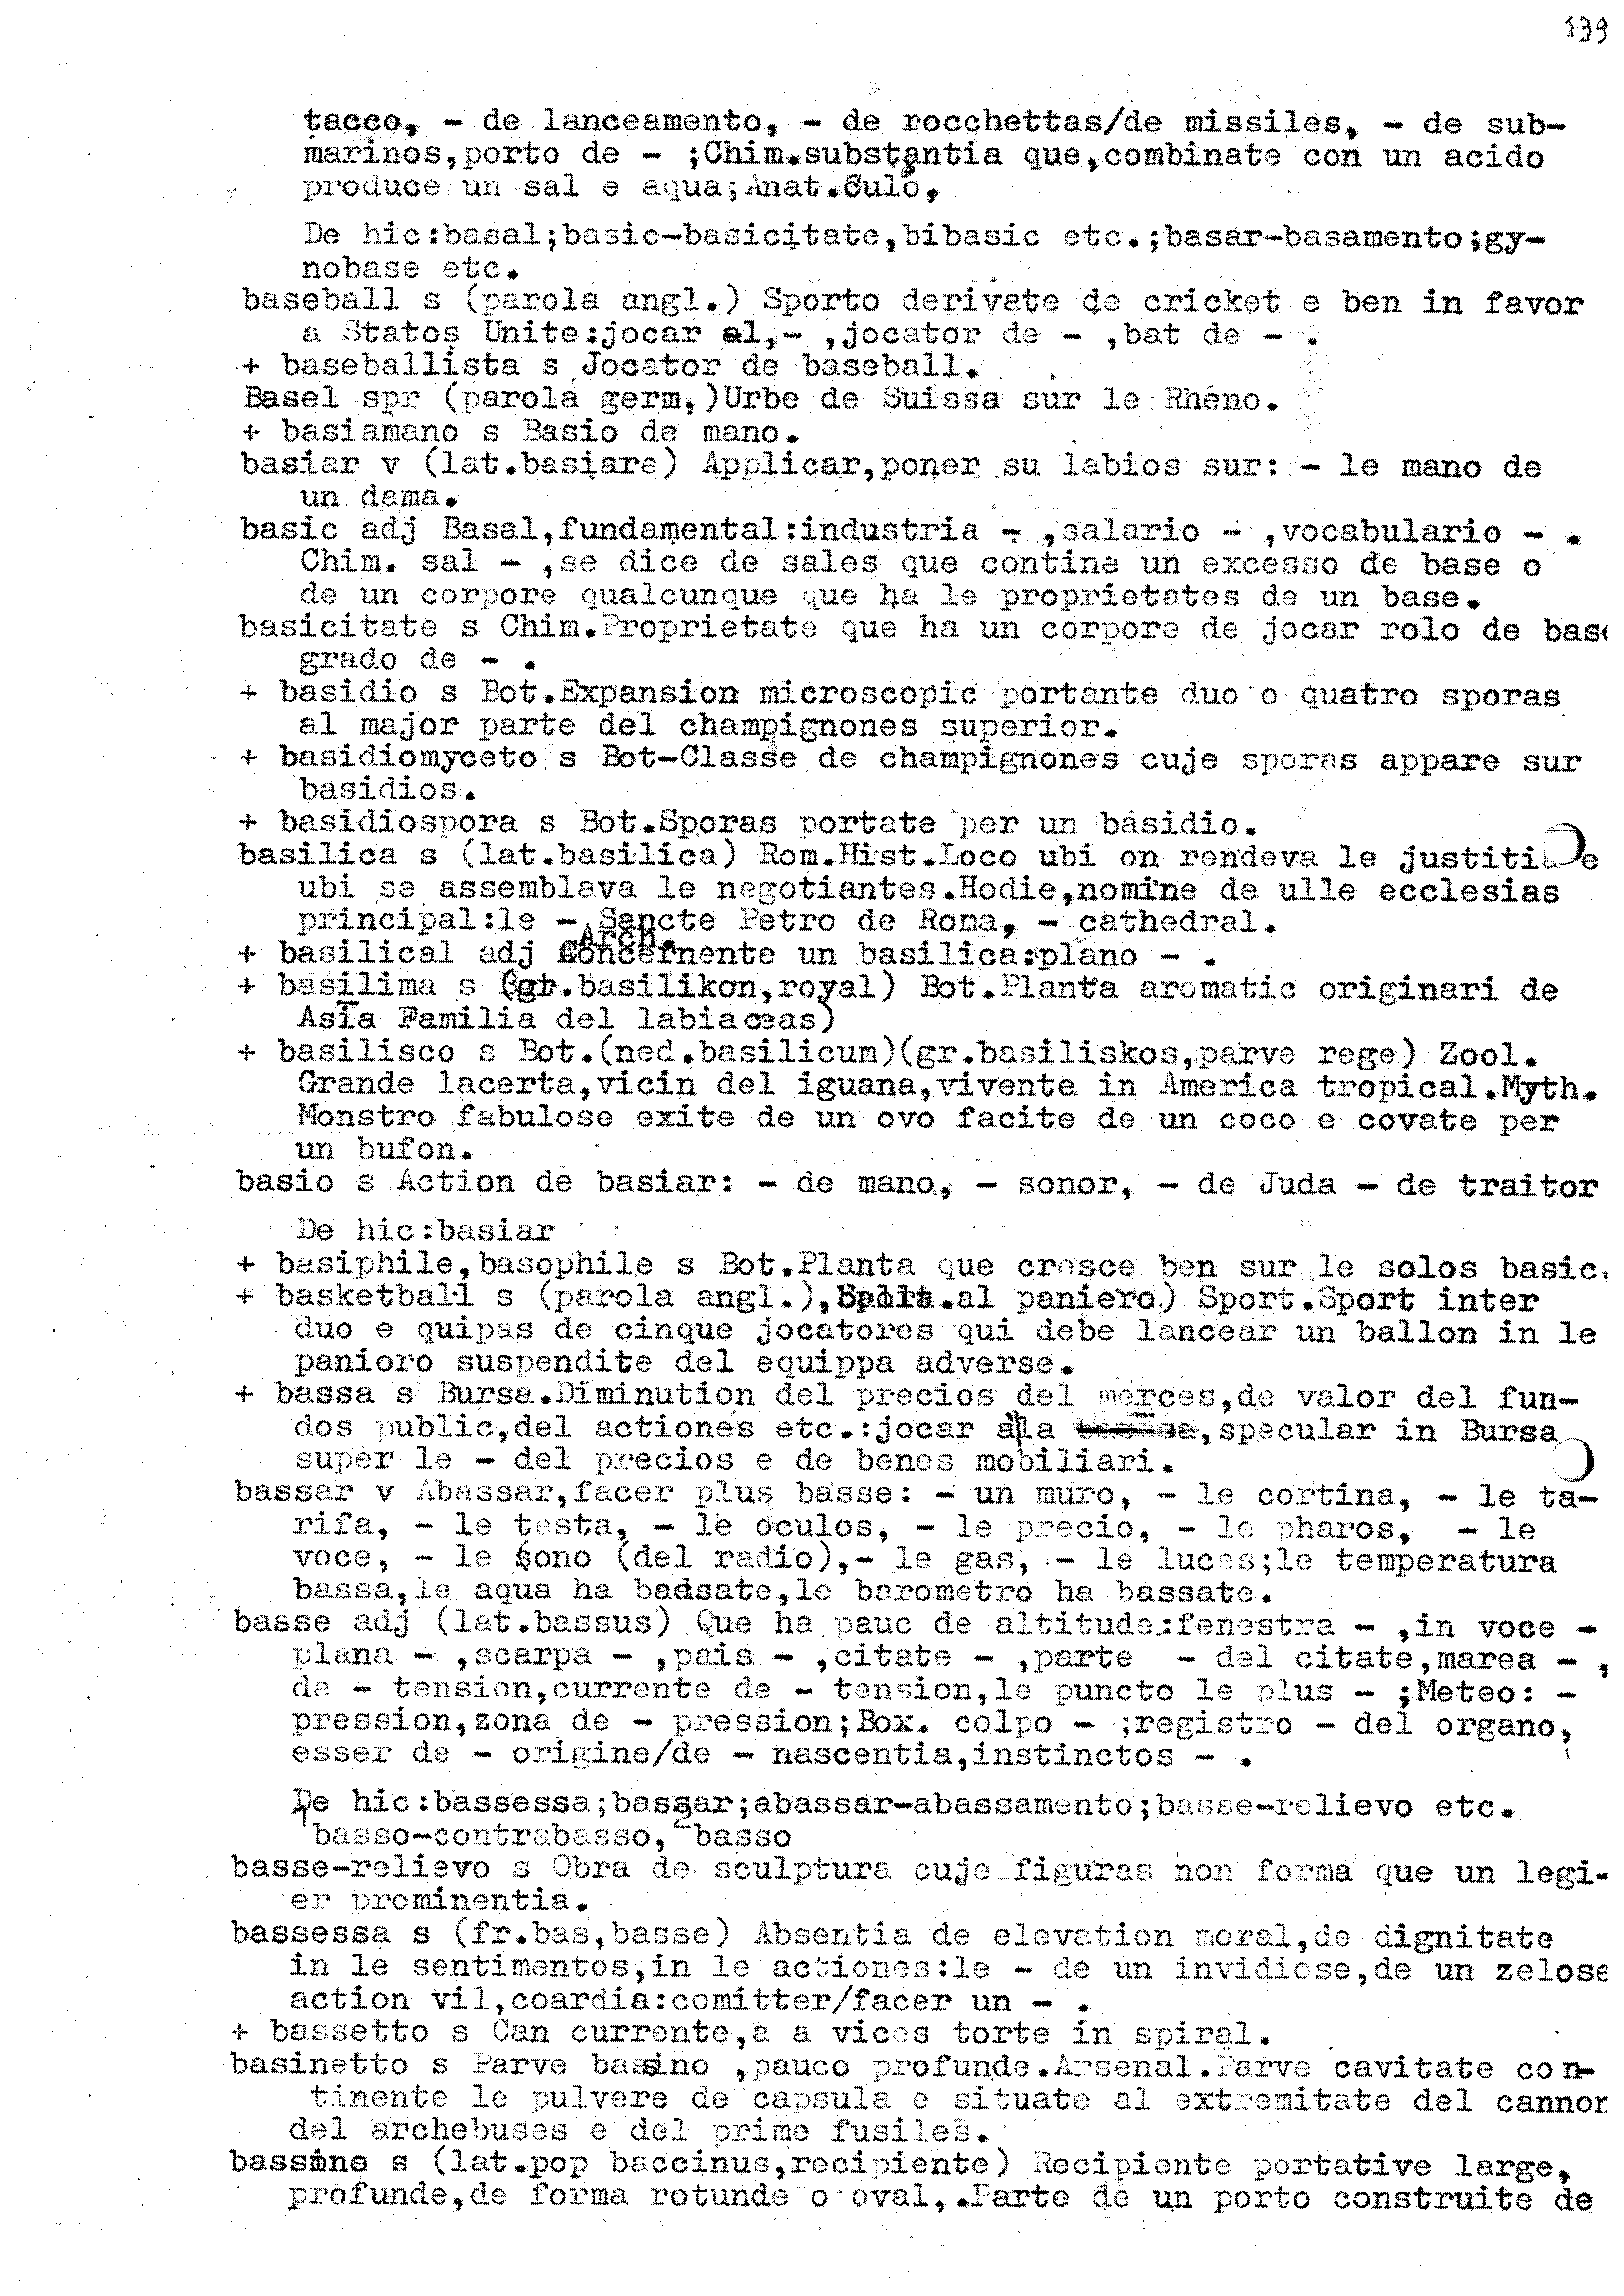 139
tacco, - de lanceamento, - de rocchettas/de missiles, - de sub-
marinos,porto de - ;Chim.substantia que,combinate con un acido
produce un sal e aqua;Anat.Culo,
De hic:basal;basic-basicitate,bibasic etc.;basar-basamento;gy-
nobase etc.
baseball s (parola angl.) Sporto derivate de cricket e ben in favor
a Statos Unite:jocar al,- ,jocator de - ,bat de - .
+ baseballista s Jocator de baseball.
Basel spr (parola germ.)Urbe de Suissa sur le Rheno.
+ basiamano s Basio de mano.
basiar v (lat.basiare) Applicar,poner su labios sur: - le mano de
un dama.
basic adj Basal,fundamental:industria - ,salario - ,vocabulario - .
Chim. sal - ,se dice de sales que contine un excesso de base o
de un corpore qualcunque que ha le proprietates de un base.
basicitate s Chim.Proprietate que ha un corpore de jocar rolo de base
grado de - .
+ basidio s Bot.Expansion microscopic portante duo o quatro sporas
al major parte del champignones superior.
+ basidiomyceto s Bot-Classe de champignones cuje sporas appare sur
basidios.
+ basidiospora s Bot.Sporas portate per un basidio.
basilica s (lat.basilica) Rom.Hist.Loco ubi on rendeva le justitia e
ubi se assemblava le negotiantes.Hodie,nomine de ulle ecclesias
principal:le - Sancte Petro de Roma, - cathedral.
+ basilical adj Arch. Concernente un basilica:plano - .
+ basilima s (gr.basilikon,royal) Bot.Planta aromatic originari de
Asia Familia del labiaceas)
+ basilisco s Bot.(med.basilicum)(gr.basiliskos,parve rege) Zool.
Grande lacerta,vicin del iguana,vivente in America tropical.Myth.
Monstro fabulose exite de un ovo facite de un coco e covate per
un bufon.
basio s Action de basiar: - de mano, - sonor, - de Juda - de traitor
De hic:basiar
+ basiphile,basophile s Bot.Planta que cresce ben sur le solos basic.
+ basketball s (parola angl.), al paniero) Sport.Sport inter
duo e quipas de cinque jocatores qui debe lancear un ballon in le
panioro suspendite del equippa adverse.
+ bassa s Bursa.Diminution del precios del merces,de valor del fun-
dos public,del actiones etc.:jocar a la ,specular in Bursa
super le - del precios e de benes mobiliari.
bassar v Abassar,facer plus basse: - un muro, - le cortina, - le ta-
rifa, - le testa, - le oculos, - le precio, - le pharos, - le
voce, - le sono (del radio),- le gas, - le luces;le temperatura
bassa,le aqua ha bassate,le barometro ha bassate.
basse adj (lat.bassus) Que ha pauc de altitude:fenestra - ,in voce -
plana - ,scarpa - ,pais - ,citate - ,parte - del citate,marea - ,
de - tension,currente de - tension,le puncto le plus - ;Meteo: -
pression,zona de - pression;Box. colpo - ;registro - del organo,
esser de - origine/de - nascentia,instinctos - .
De hic:bassessa;bassar;abassar-abassamento;basse-relievo etc.
basso-contrabasso, basso
basse-relievo s Obra de sculptura cuje figuras non forma que un legi-
er prominentia.
bassessa s (fr.bas,basse) Absentia de elevation moral,de dignitate
in le sentimentos,in le actiones:le - de un invidiose,de un zelose
action vil,coardia:comitter/facer un - .
+ bassetto s Can currente,a a vices torte in spiral.
basinetto s Parve bassino ,pauco profunde.Arsenal.Parve cavitate con-
tinente le pulvere de capsula e situate al extremitate del cannon
del archebuses e del prime fusiles.
bassino s (lat.pop baccinus,recipiente) Recipiente portative large,
profunde,de forma rotunde o oval,.Parte de un porto construite de